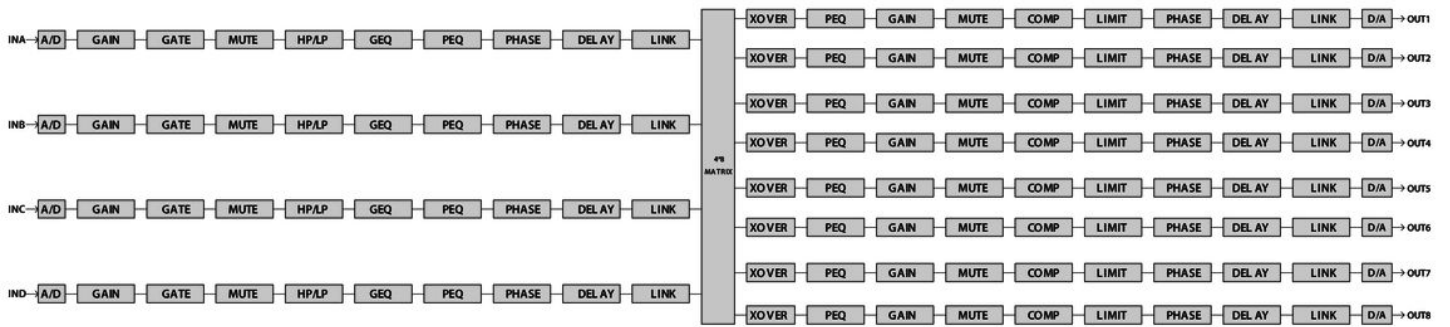 XOVER PEQ GAIN MUTE COMP LIMIT PHASE DELAY LINK D/A OUT1
INA A/D GAIN GATE MUTE HP/LP GEQ PEQ PHASE DELAY LINK
XOVER PEQ GAIN MUTE COMP LIMIT PHASE DELAY LINK D/A OUT2
XOVER PEQ GAIN MUTE COMP LIMIT PHASE DELAY LINK D/A OUT3
INB A/D GAIN GATE MUTE HP/LP GEQ PEQ PHASE DELAY LINK
XOVER PEQ GAIN MUTE COMP LIMIT PHASE DELAY LINK D/A OUT4
4*8
MATRIX
XOVER PEQ GAIN MUTE COMP LIMIT PHASE DELAY LINK D/A OUT5
INC A/D GAIN GATE MUTE HP/LP GEQ PEQ PHASE DELAY LINK
XOVER PEQ GAIN MUTE COMP LIMIT PHASE DELAY LINK D/A OUT6
XOVER PEQ GAIN MUTE COMP LIMIT PHASE DELAY LINK D/A OUT7
IND A/D GAIN GATE MUTE HP/LP GEQ PEQ PHASE DELAY LINK
XOVER PEQ GAIN MUTE COMP LIMIT PHASE DELAY LINK D/A OUT8